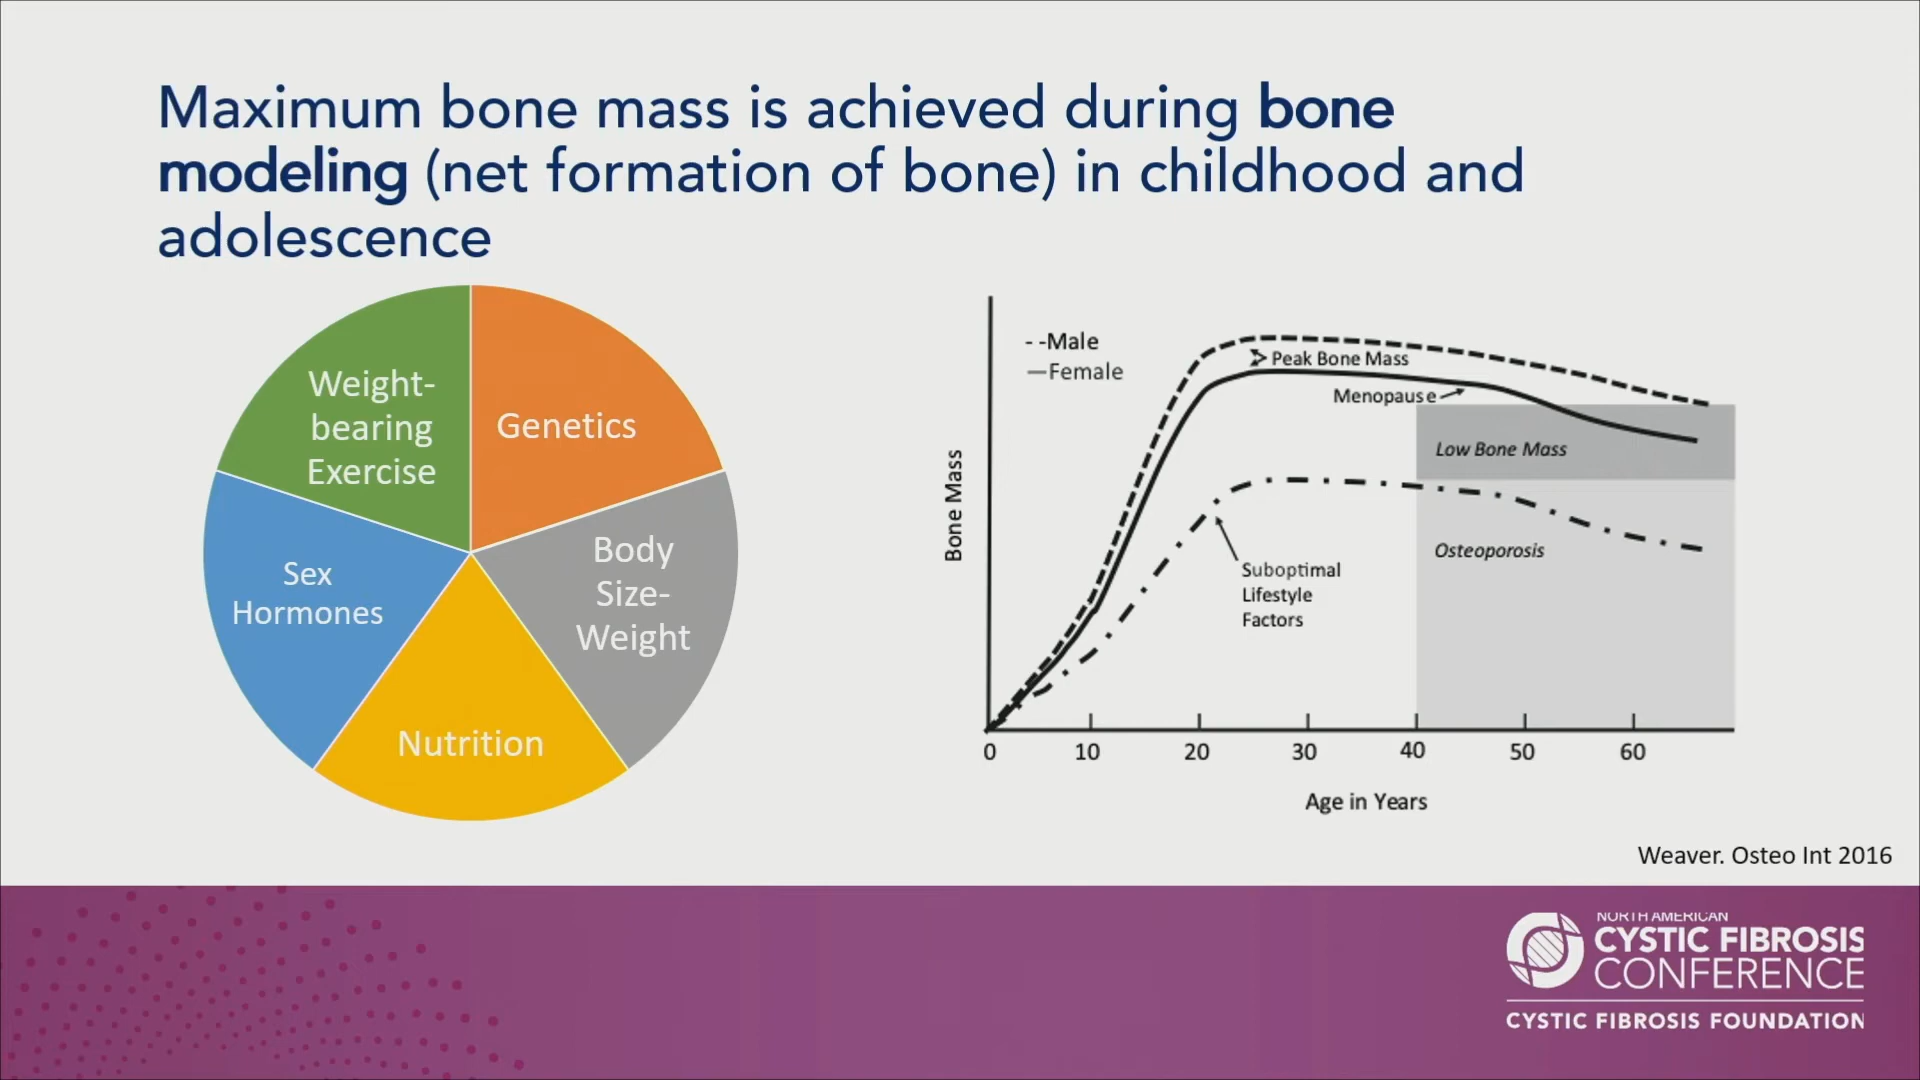 Maximum bone mass is achieved during bone
modeling (net formation of bone) in childhood and
adolescence
Weight-
bearing
Exercise
Genetics
Body
Size-
Weight
Sex
Hormones
Nutrition
- -Male
—Female
Peak Bone Mass
Menopause
Low Bone Mass
Osteoporosis
Suboptimal
Lifestyle
Factors
Bone Mass
0 10 20 30 40 50 60
Age in Years
Weaver. Osteo Int 2016
NORTH AMERICAN
CYSTIC FIBROSIS
CONFERENCE
CYSTIC FIBROSIS FOUNDATION